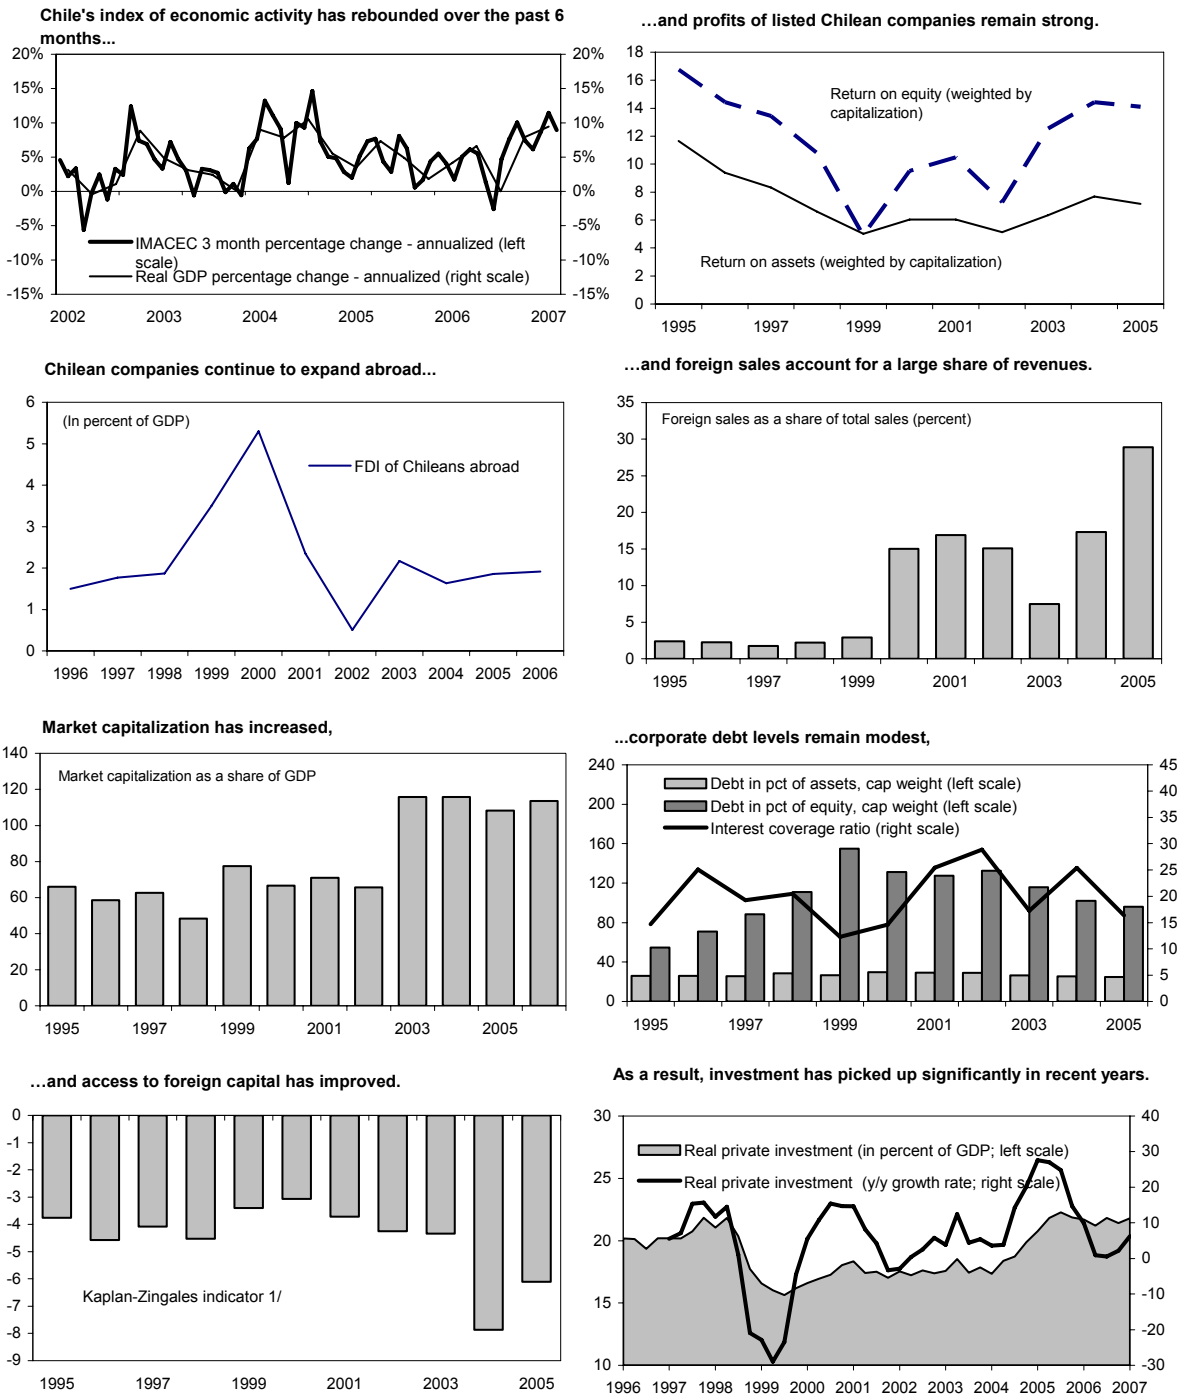 Chile's index of economic activity has rebounded over the past 6
months...
20%
15%
10%
5%
0%
-5%
-10%
-15%
20%
15%
10%
5%
0%
-5%
-10%
-15%
IMACEC 3 month percentage change - annualized (left
scale)
Real GDP percentage change - annualized (right scale)
2002 2003 2004 2005 2006 2007
…and profits of listed Chilean companies remain strong.
18
16
14
12
10
8
6
4
2
0
Return on equity (weighted by
capitalization)
Return on assets (weighted by capitalization)
1995 1997 1999 2001 2003 2005
Chilean companies continue to expand abroad...
6
5
4
3
2
1
0
(In percent of GDP)
FDI of Chileans abroad
1996 1997 1998 1999 2000 2001 2002 2003 2004 2005 2006
…and foreign sales account for a large share of revenues.
35
30
25
20
15
10
5
0
Foreign sales as a share of total sales (percent)
1995 1997 1999 2001 2003 2005
Market capitalization has increased,
140
120
100
80
60
40
20
0
Market capitalization as a share of GDP
1995 1997 1999 2001 2003 2005
...corporate debt levels remain modest,
240
200
160
120
80
40
0
45
40
35
30
25
20
15
10
5
0
Debt in pct of assets, cap weight (left scale)
Debt in pct of equity, cap weight (left scale)
Interest coverage ratio (right scale)
1995 1997 1999 2001 2003 2005
…and access to foreign capital has improved.
0
-1
-2
-3
-4
-5
-6
-7
-8
-9
Kaplan-Zingales indicator 1/
1995 1997 1999 2001 2003 2005
As a result, investment has picked up significantly in recent years.
30
25
20
15
10
40
30
20
10
0
-10
-20
-30
Real private investment (in percent of GDP; left scale)
Real private investment (y/y growth rate; right scale)
1996 1997 1998 1999 2000 2001 2002 2003 2004 2005 2006 2007